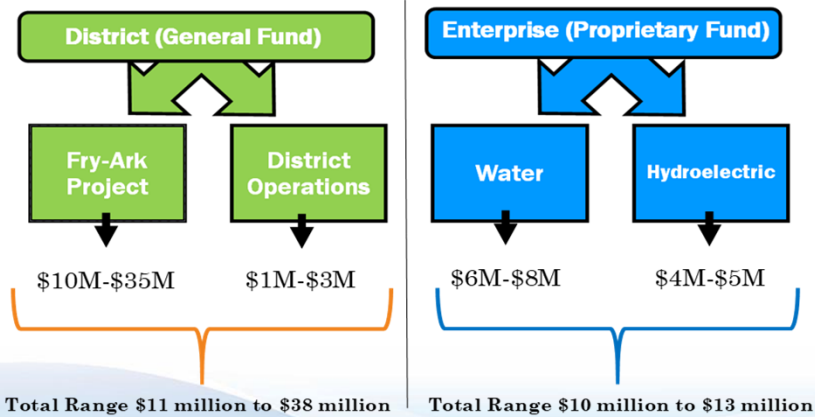 District (General Fund)
Fry-Ark
Project
District
Operations
$10M-$35M
$1M-$3M
Total Range $11 million to $38 million
Enterprise (Proprietary Fund)
Water
Hydroelectric
$6M-$8M
$4M-$5M
Total Range $10 million to $13 million